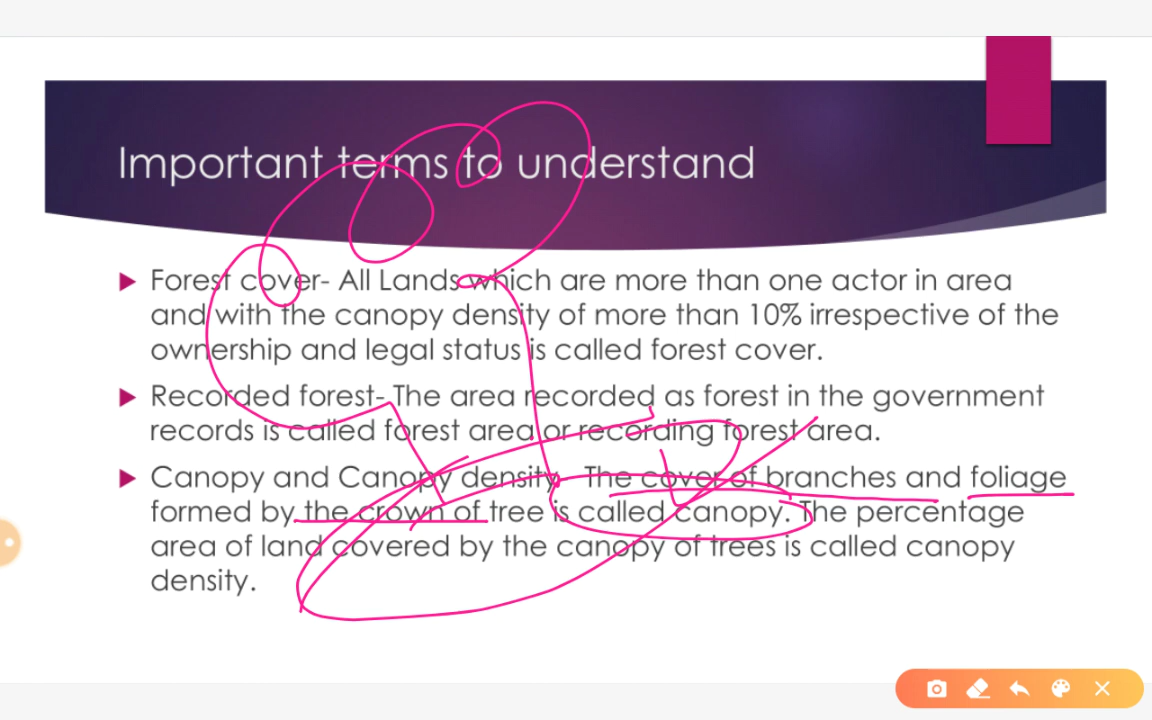 Important terms to understand
Forest cover- All Lands which are more than one actor in area
and with the canopy density of more than 10% irrespective of the
ownership and legal status is called forest cover.
Recorded forest- The area recorded as forest in the government
records is called forest area or recording forest area.
Canopy and Canopy density- The cover of branches and foliage
formed by the crown of tree is called canopy. The percentage
area of land covered by the canopy of trees is called canopy
density.